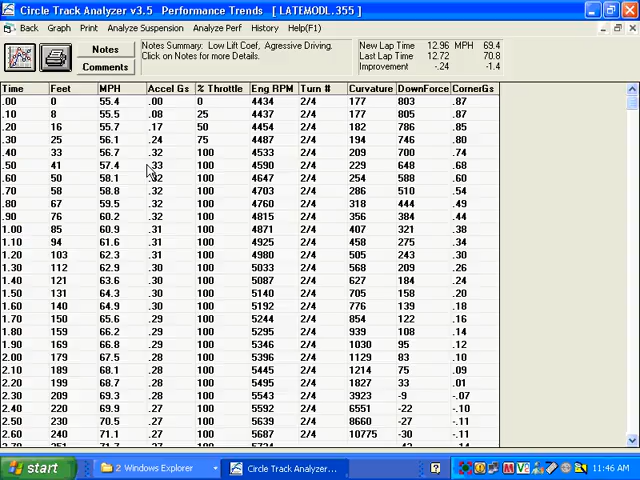 Circle Track Analyzer v3.5   Performance Trends   [ LATEMODL.355 ]
Back Graph Print Analyze Suspension Analyze Perf History Help(F1)
Notes
Comments
Notes Summary:  Low Lift Coef,  Agressive Driving.
Click on Notes for more Details.
New Lap Time 12.96 MPH 69.4
Last Lap Time 12.72 70.8
Improvement -.24 -1.4
Time Feet MPH Accel Gs % Throttle Eng RPM Turn # Curvature DownForce CornerGs
.00 0 55.4 .00 0 4434 2/4 177 803 .87
.10 8 55.5 .08 25 4437 2/4 177 805 .87
.20 16 55.7 .17 50 4454 2/4 182 786 .85
.30 25 56.1 .24 75 4487 2/4 194 746 .80
.40 33 56.7 .32 100 4533 2/4 209 700 .74
.50 41 57.4 .33 100 4590 2/4 229 648 .68
.60 50 58.1 .32 100 4647 2/4 254 588 .60
.70 58 58.8 .32 100 4703 2/4 286 510 .54
.80 67 59.5 .32 100 4760 2/4 318 444 .49
.90 76 60.2 .32 100 4815 2/4 356 384 .44
1.00 85 60.9 .31 100 4871 2/4 407 321 .38
1.10 94 61.6 .31 100 4925 2/4 458 275 .34
1.20 103 62.3 .31 100 4980 2/4 505 243 .30
1.30 112 62.9 .30 100 5033 2/4 568 209 .26
1.40 121 63.6 .30 100 5087 2/4 627 184 .24
1.50 131 64.3 .30 100 5140 2/4 705 158 .20
1.60 140 64.9 .30 100 5192 2/4 776 139 .18
1.70 150 65.6 .29 100 5244 2/4 854 122 .16
1.80 159 66.2 .29 100 5295 2/4 939 108 .14
1.90 169 66.8 .29 100 5346 2/4 1030 95 .12
2.00 179 67.5 .28 100 5396 2/4 1102 83 .10
2.10 189 68.1 .28 100 5445 2/4 1214 75 .09
2.20 199 68.7 .28 100 5495 2/4 1827 33 .01
2.30 209 69.3 .28 100 5543 2/4 3923 -9 -.07
2.40 220 69.9 .27 100 5592 2/4 6551 -22 -.10
2.50 230 70.5 .27 100 5640 2/4 8660 -27 -.11
2.60 240 71.1 .27 100 5687 2/4 10775 -30 -.11
start 2 Windows Explorer Circle Track Analyzer... ? 11:46 AM